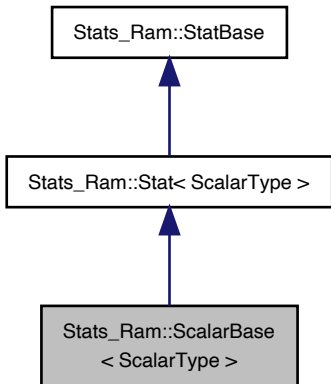 Stats_Ram::StatBase
Stats_Ram::Stat< ScalarType >
Stats_Ram::ScalarBase
< ScalarType >